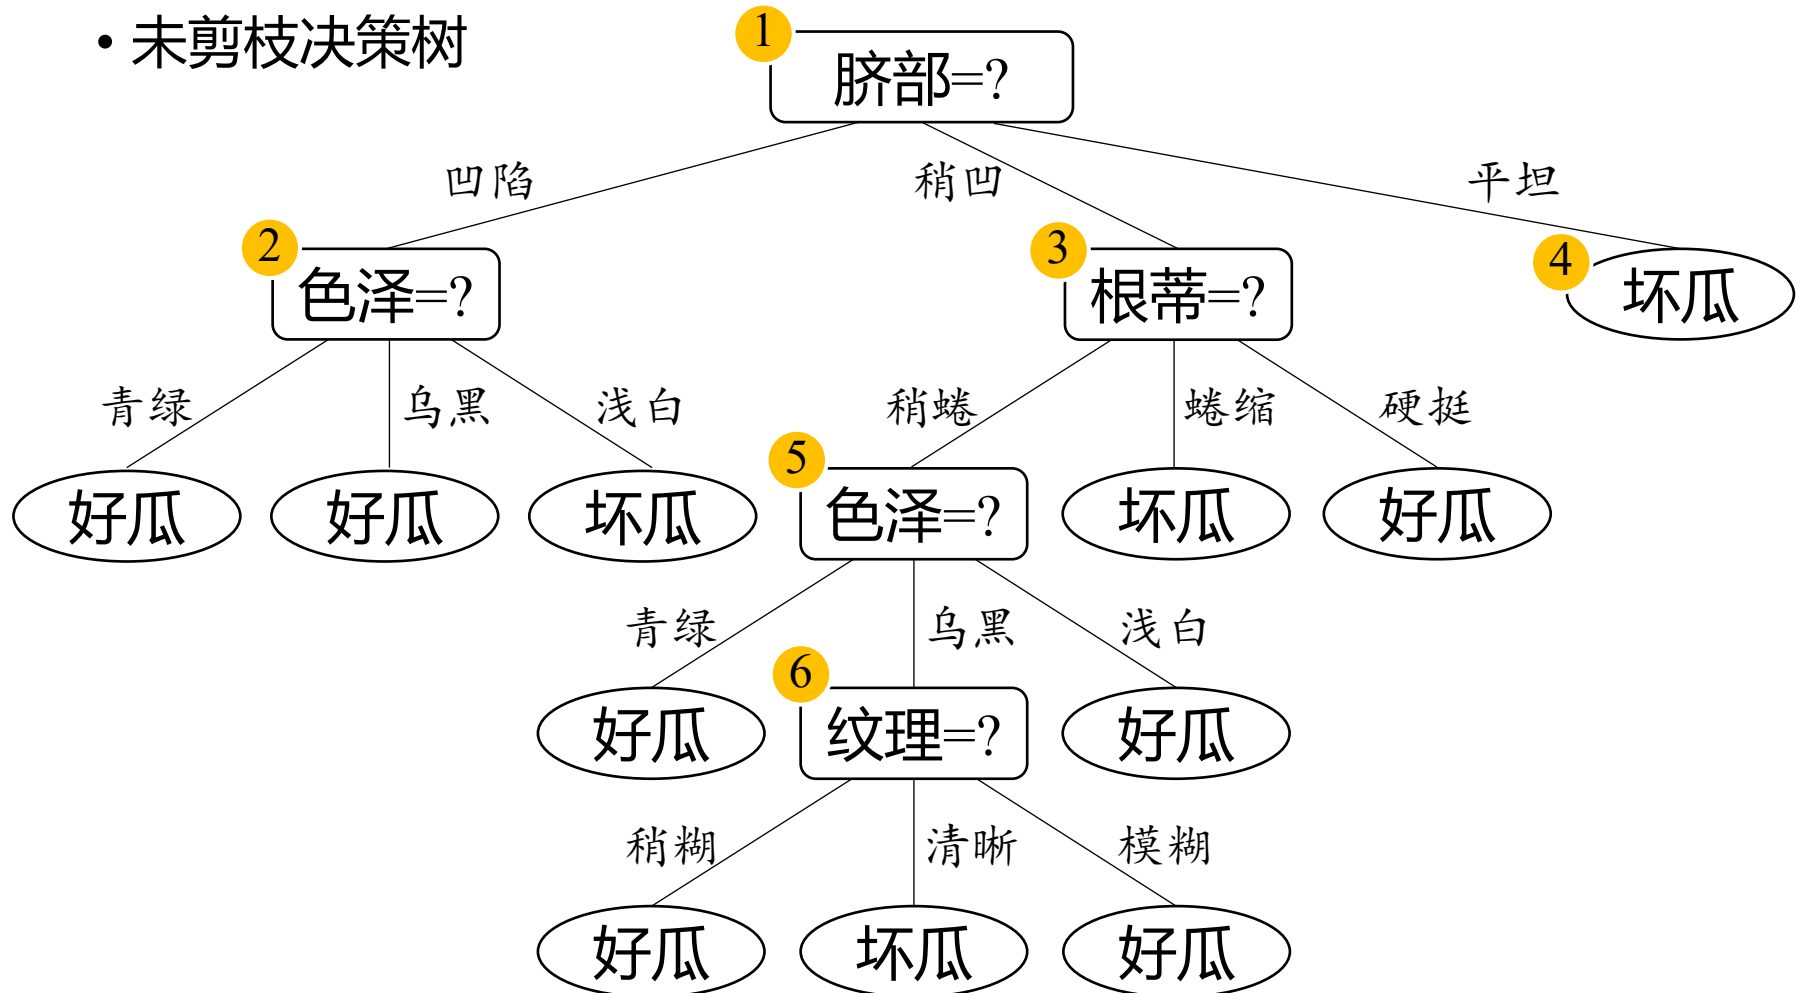 • 未剪枝决策树
1
脐部=?
凹陷
稍凹
平坦
2
色泽=?
3
根蒂=?
4
坏瓜
青绿
乌黑
浅白
稍蜷
蜷缩
硬挺
好瓜
好瓜
坏瓜
5
色泽=?
坏瓜
好瓜
青绿
乌黑
浅白
好瓜
6
纹理=?
好瓜
稍糊
清晰
模糊
好瓜
坏瓜
好瓜